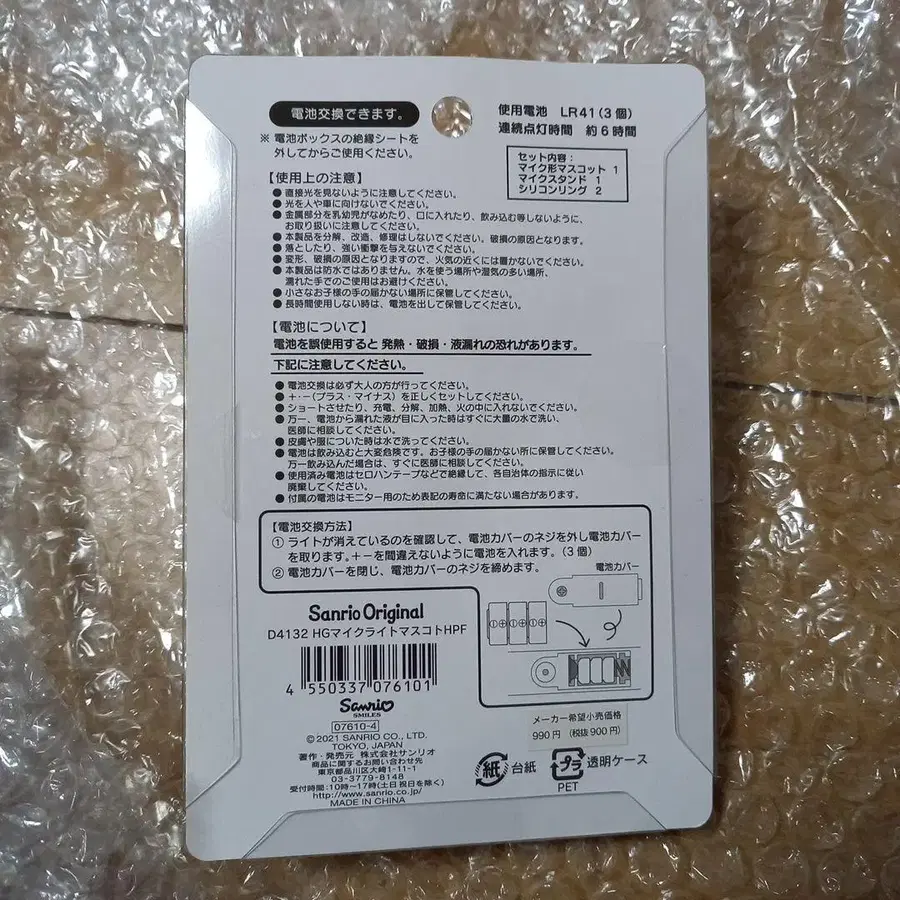 電池交換できます。
※ 電池ボックスの絶縁シートを
外してからご使用ください。
使用電池 LR41(3個)
連続点灯時間 約6時間
セット内容:
マイク形マスコット 1
マイクスタンド 1
シリコンリング 2
【使用上の注意】
● 直接光を見ないように注意してください。
● 光を人や車に向けないでください。
● 金属部分を乳幼児がなめたり、口に入れたり、飲み込む等しないように、
お取り扱いに注意してください。
● 本製品を分解、改造、修理はしないでください。破損の原因となります。
● 落としたり、強い衝撃を与えないでください。
● 変形、破損の原因となりますので、火気の近くには置かないでください。
● 本製品は防水ではありません。水を使う場所や湿気の多い場所、
濡れた手でのご使用はお避けください。
● 小さなお子様の手の届かない場所に保管してください。
● 長時間使用しない時は、電池を出して保管してください。
【電池について】
電池を誤使用すると 発熱・破損・液漏れの恐れがあります。
下記に注意してください。
● 電池交換は必ず大人の方が行ってください。
● +・-(プラス・マイナス)を正しくセットしてください。
● ショートさせたり、充電、分解、加熱、火の中に入れないでください。
● 万一、電池から漏れた液が目に入った時はすぐに大量の水で洗い、
医師に相談してください。
● 皮膚や服についた時は水で洗ってください。
● 電池は飲み込むと大変危険です。お子様の手の届かない所に保管してください。
万一飲み込んだ場合は、すぐに医師に相談してください。
● 使用済み電池はセロハンテープなどで絶縁して、各自治体の指示に従い
廃棄してください。
● 付属の電池はモニター用のため表記の寿命に満たない場合があります。
【電池交換方法】
① ライトが消えているのを確認して、電池カバーのネジを外し電池カバー
を取ります。+-を間違えないように電池を入れます。(3個)
② 電池カバーを閉じ、電池カバーのネジを締めます。
電池カバー
Sanrio Original
D4132 HGマイクライトマスコトHPF
4 550337 076101
Sanrio
SMILES
07610-4
©2021 SANRIO CO., LTD.
TOKYO, JAPAN
著作・発売元 株式会社サンリオ
商品に関するお問い合わせ先
東京都品川区大崎1-11-1
03-3779-8148
受付時間:10時~17時(土日祝日を除く)
http://www.sanrio.co.jp/
MADE IN CHINA
メーカー希望小売価格
990円 (税抜900円)
紙 台紙
プラ 透明ケース
PET